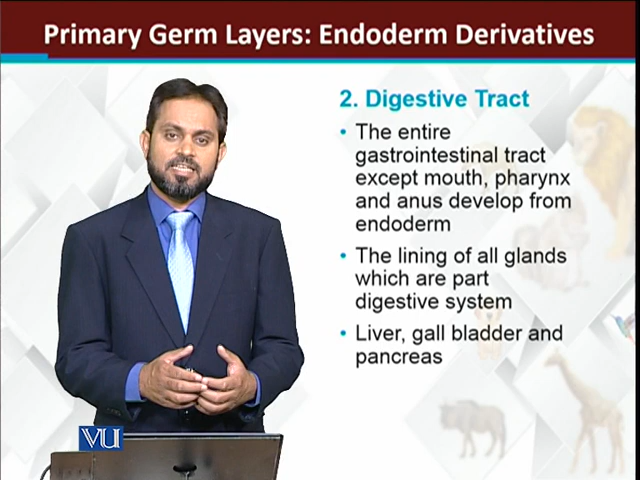 Primary Germ Layers: Endoderm Derivatives
2. Digestive Tract
• The entire
gastrointestinal tract
except mouth, pharynx
and anus develop from
endoderm
• The lining of all glands
which are part
digestive system
• Liver, gall bladder and
pancreas
VU